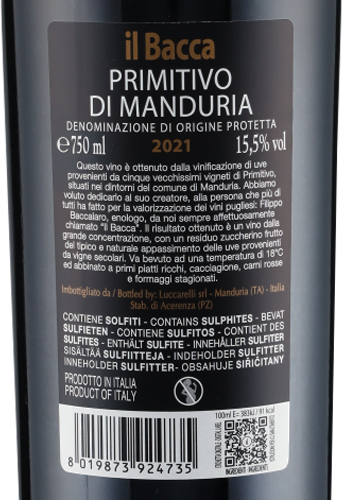 il Bacca
PRIMITIVO
DI MANDURIA
DENOMINAZIONE DI ORIGINE PROTETTA
℮750 ml 2021 15,5% vol
Questo vino è ottenuto dalla vinificazione di uve
provenienti da cinque vecchissimi vigneti di Primitivo,
situati nei dintorni del comune di Manduria. Abbiamo
voluto dedicarlo al suo creatore, alla persona che più di
tutti ha fatto per la valorizzazione dei vini pugliesi: Filippo
Baccalaro, enologo, da noi sempre affettuosamente
chiamato "Il Bacca". Il risultato ottenuto è un vino dalla
grande concentrazione, con un residuo zuccherino frutto
del tipico e naturale appassimento delle uve provenienti
da vigne secolari. Va bevuto ad una temperatura di 18°C
ed abbinato a primi piatti ricchi, cacciagione, carni rosse
e formaggi stagionati.
Imbottigliato da / Bottled by: Luccarelli srl - Manduria (TA) - Italia
Stab. di Acerenza (PZ)
CONTIENE SOLFITI - CONTAINS SULPHITES - BEVAT
SULFIETEN - CONTIENE SULFITOS - CONTIENT DES
SULFITES - ENTHÄLT SULFITE - INNEHÅLLER SULFITER
SISÄLTÄÄ SULFIITTEJA - INDEHOLDER SULFITTER
INNEHOLDER SULFITTER- OBSAHUJE SIŘIČITANY
PRODOTTO IN ITALIA
PRODUCT OF ITALY
100ml E= 383kJ / 91 kcal
8 019873 924735